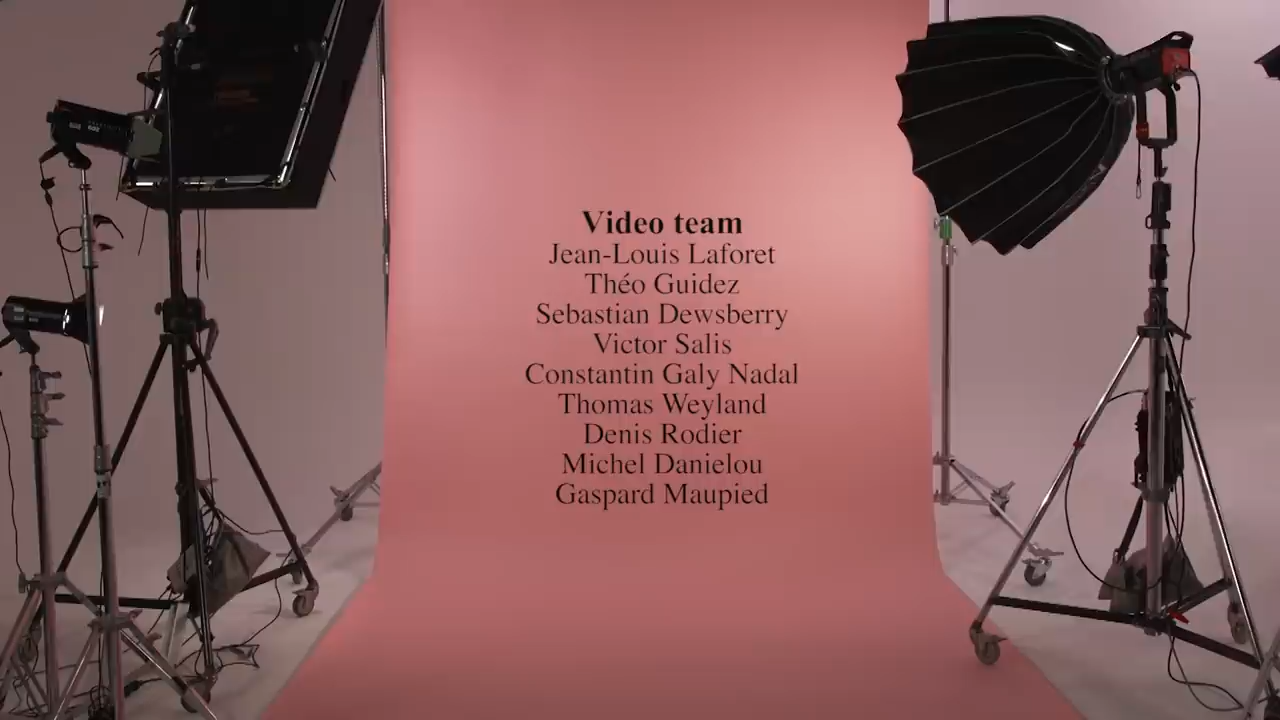 Video team
Jean-Louis Laforet
Théo Guidez
Sebastian Dewsberry
Victor Salis
Constantin Galy Nadal
Thomas Weyland
Denis Rodier
Michel Danielou
Gaspard Maupied